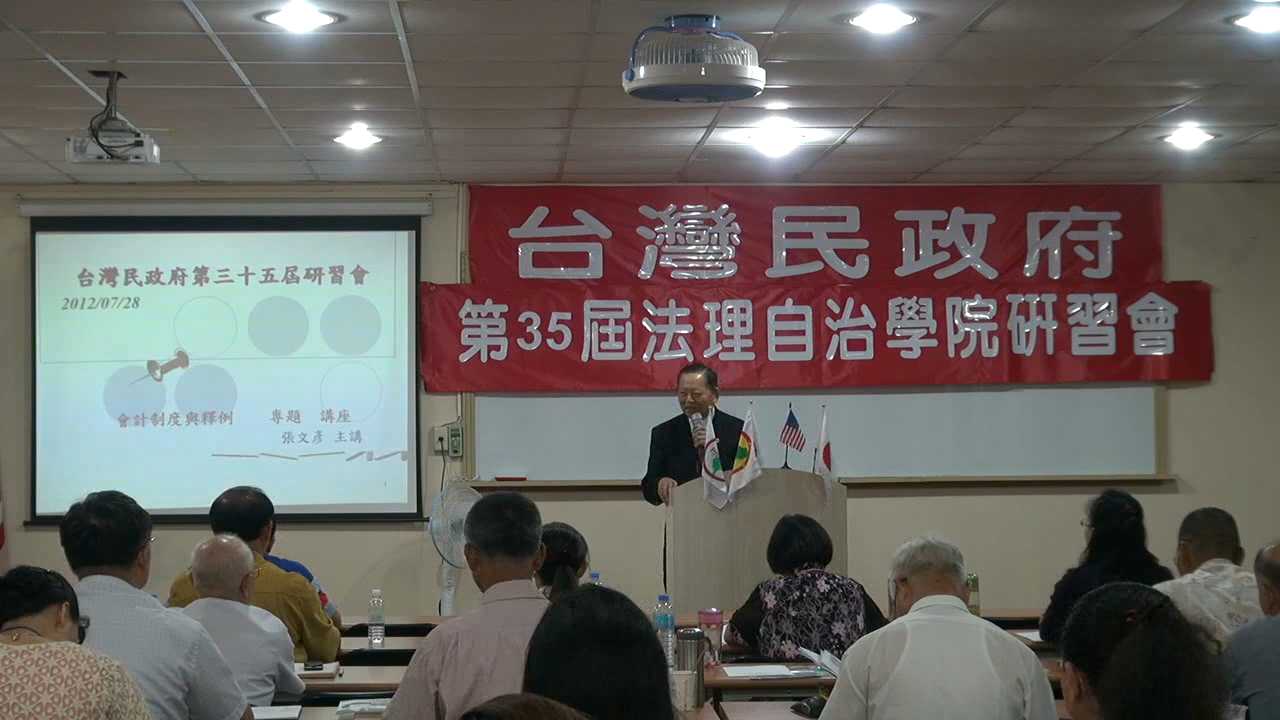 台灣民政府
第35屆法理自治學院研習會
台灣民政府第三十五屆研習會
2012/07/28
會計制度與釋例 專題 講座
張文彥 主講